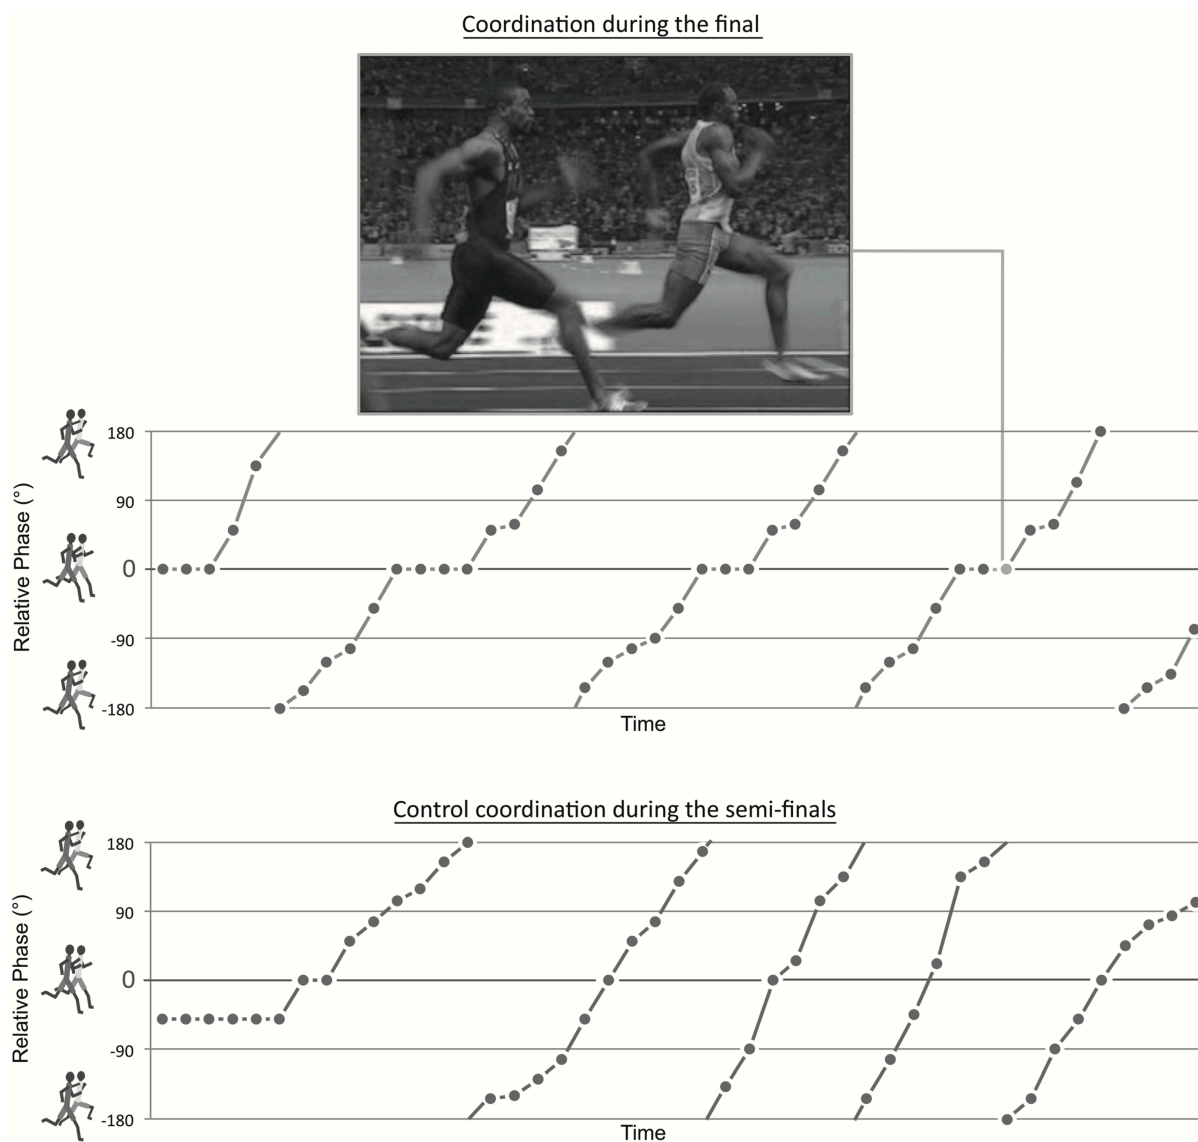 Coordination during the final
180
90
0
-90
-180
Relative Phase (°)
Time
Control coordination during the semi-finals
180
90
0
-90
-180
Relative Phase (°)
Time